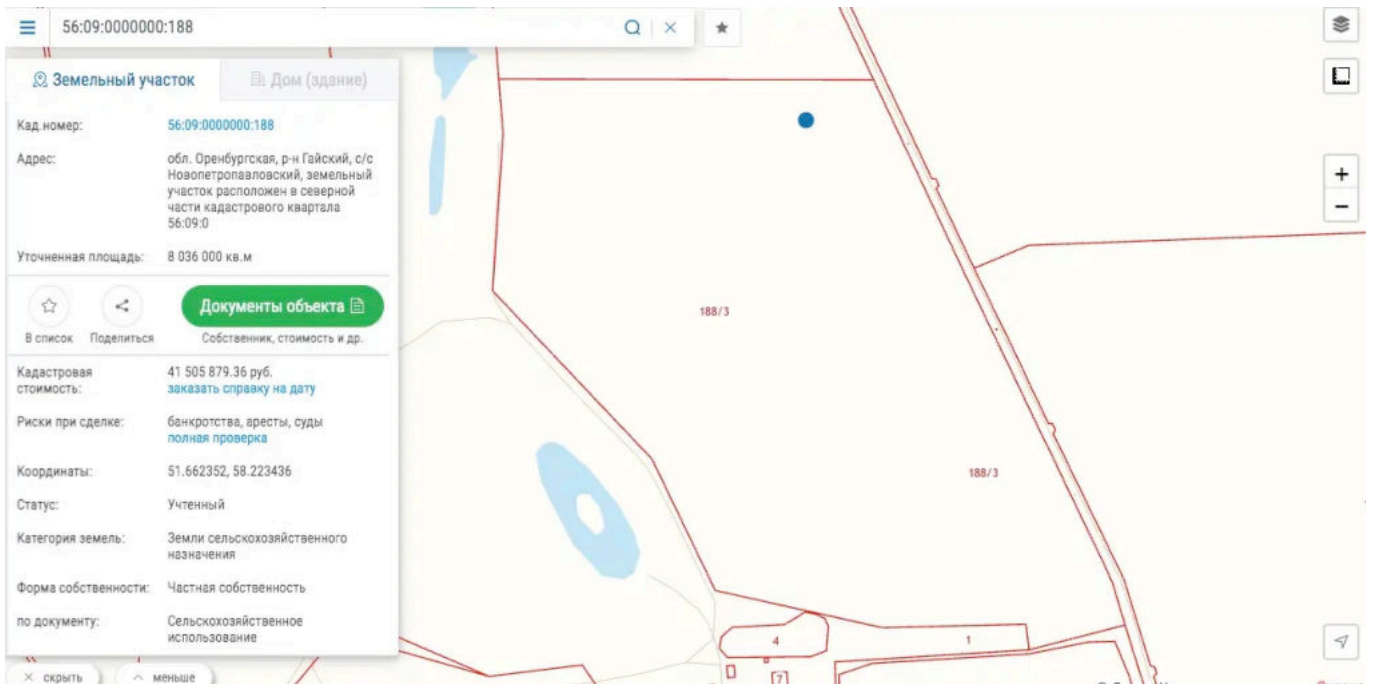 56:09:0000000:188
Земельный участок
Дом (здание)
Кад.номер:
56:09:0000000:188
Адрес:
обл. Оренбургская, р-н Гайский, с/с
Новопетропавловский, земельный
участок расположен в северной
части кадастрового квартала
56:09:0
Уточненная площадь:
8 036 000 кв.м
В список
Поделиться
Документы объекта
Собственник, стоимость и др.
Кадастровая
стоимость:
41 505 879.36 руб.
заказать справку на дату
Риски при сделке:
банкротства, аресты, суды
полная проверка
Координаты:
51.662352, 58.223436
Статус:
Учтенный
Категория земель:
Земли сельскохозяйственного
назначения
Форма собственности:
Частная собственность
по документу:
Сельскохозяйственное
использование
× скрыть
меньше
188/3
188/3
4
1
7